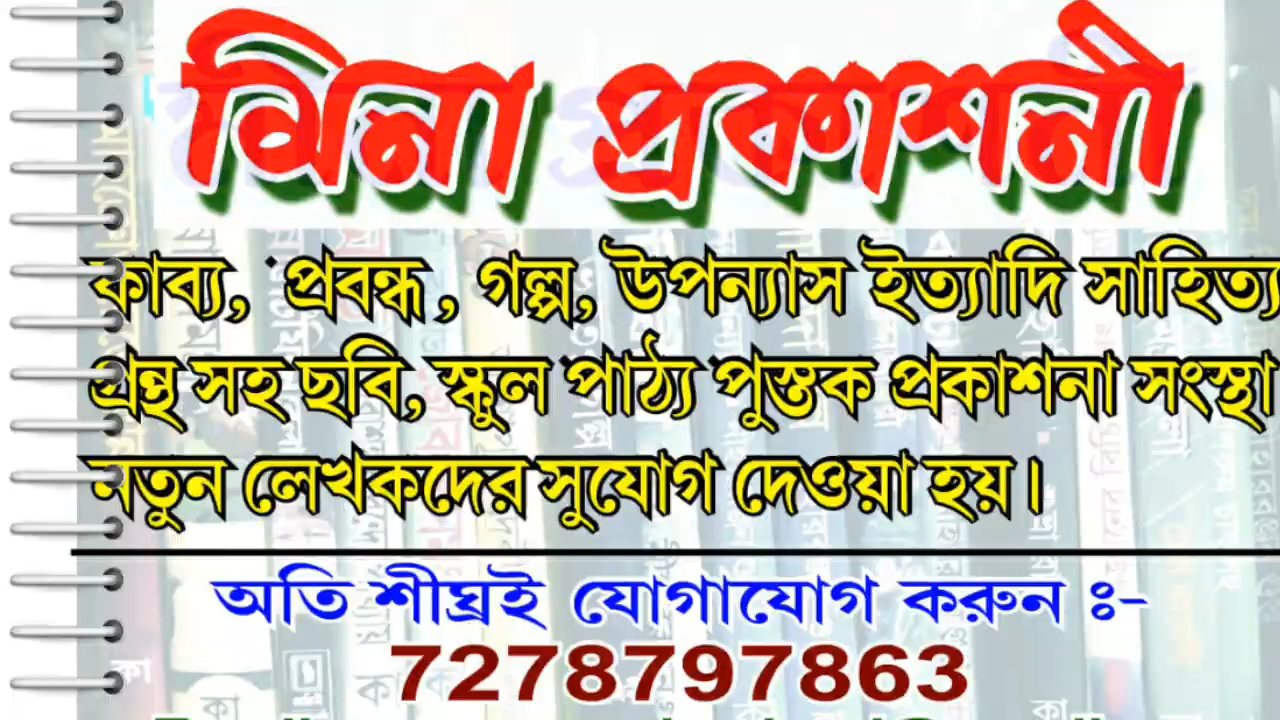 মিনা প্রকাশনী
কাব্য, প্রবন্ধ, গল্প, উপন্যাস ইত্যাদি সাহিত্য
গ্রন্থ সহ ছবি, স্কুল পাঠ্য পুস্তক প্রকাশনা সংস্থা
নতুন লেখকদের সুযোগ দেওয়া হয়।
অতি শীঘ্রই যোগাযোগ করুন ঃ-
7278797863